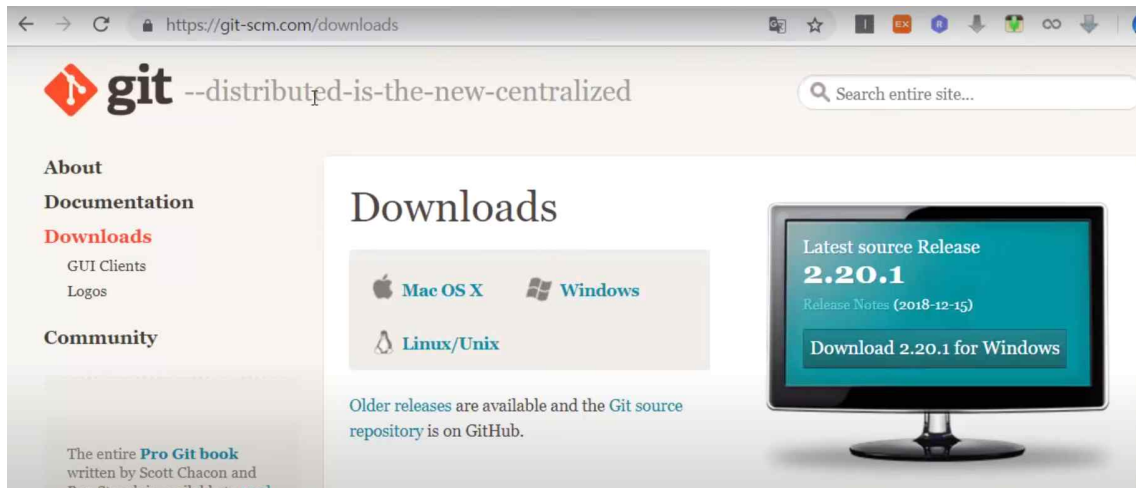 https://git-scm.com/downloads
git --distributed-is-the-new-centralized
Search entire site...
About
Documentation
Downloads
GUI Clients
Logos
Community
The entire Pro Git book
written by Scott Chacon and
Downloads
Mac OS X
Windows
Linux/Unix
Older releases are available and the Git source
repository is on GitHub.
Latest source Release
2.20.1
Release Notes (2018-12-15)
Download 2.20.1 for Windows